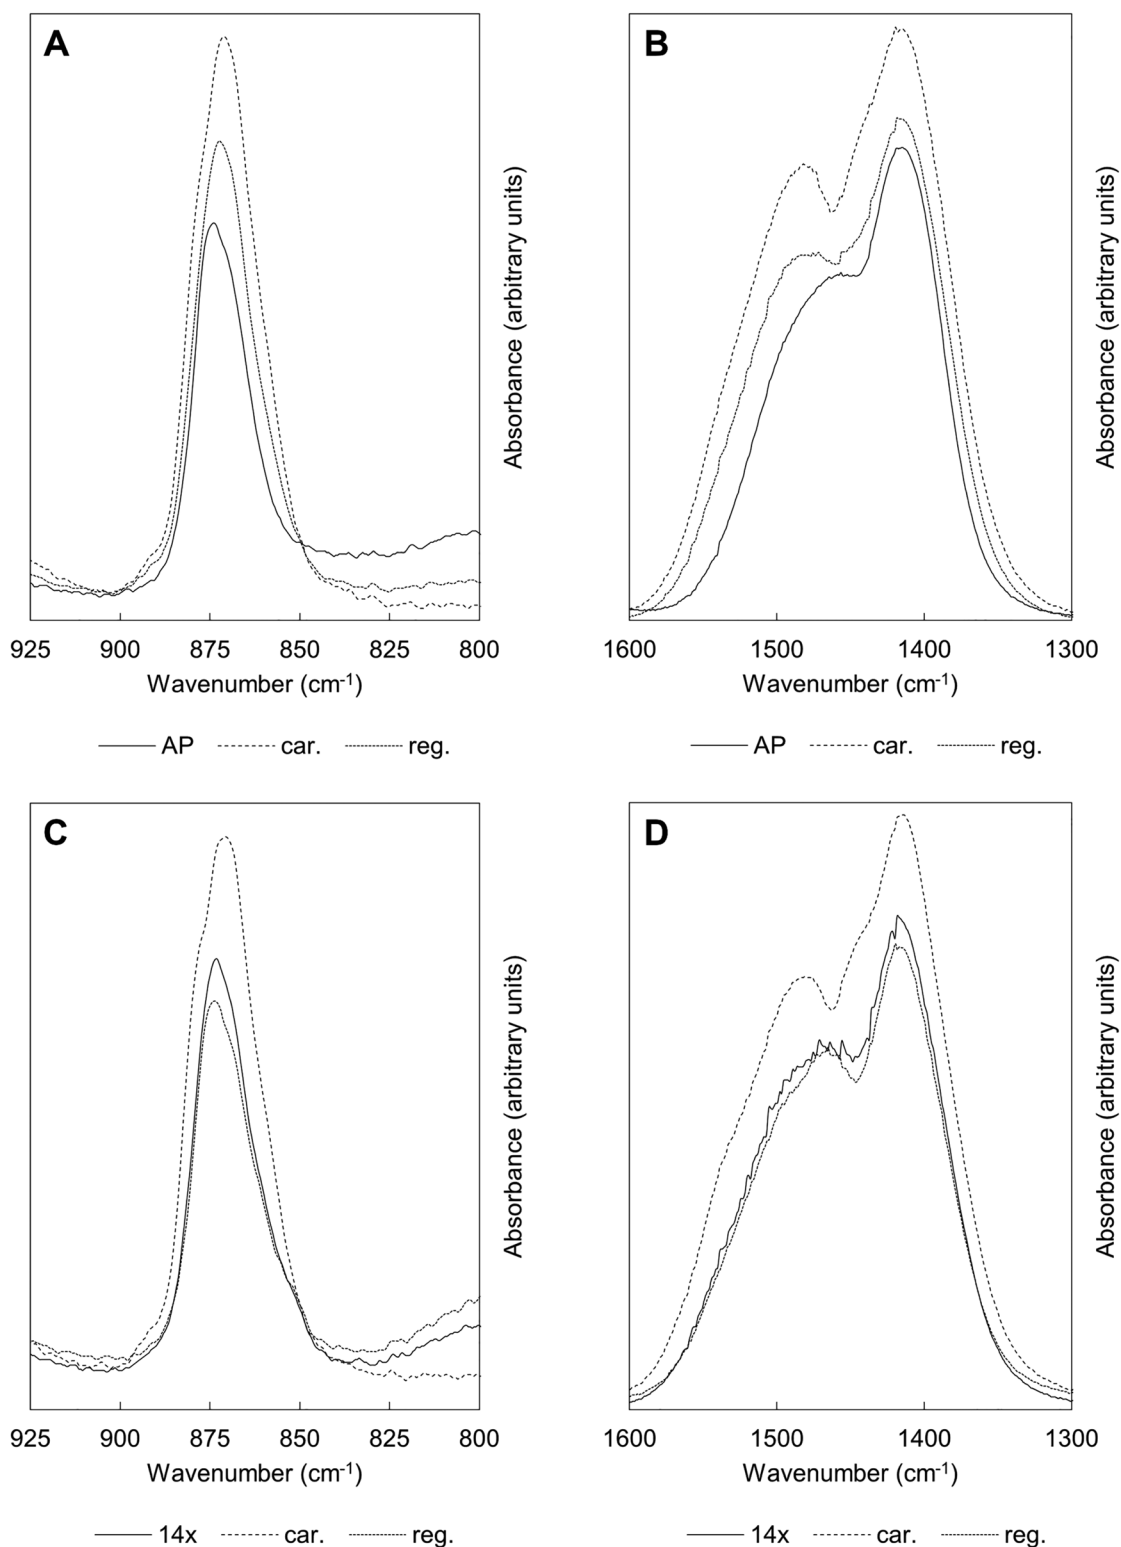 A
B
Absorbance (arbitrary units)
Absorbance (arbitrary units)
925 900 875 850 825 800
1600 1500 1400 1300
Wavenumber (cm⁻¹)
Wavenumber (cm⁻¹)
AP car. reg.
AP car. reg.
C
D
Absorbance (arbitrary units)
Absorbance (arbitrary units)
925 900 875 850 825 800
1600 1500 1400 1300
Wavenumber (cm⁻¹)
Wavenumber (cm⁻¹)
14x car. reg.
14x car. reg.